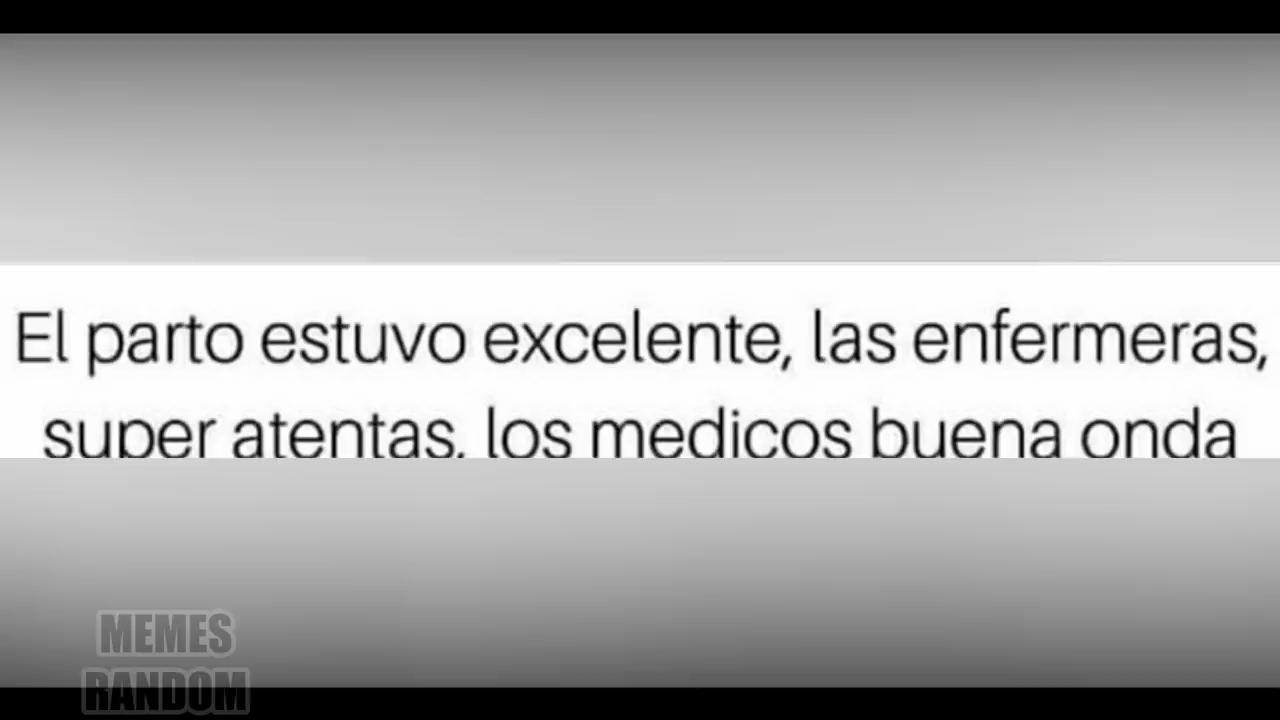 El parto estuvo excelente, las enfermeras,
super atentas, los medicos buena onda
MEMES
RANDOM